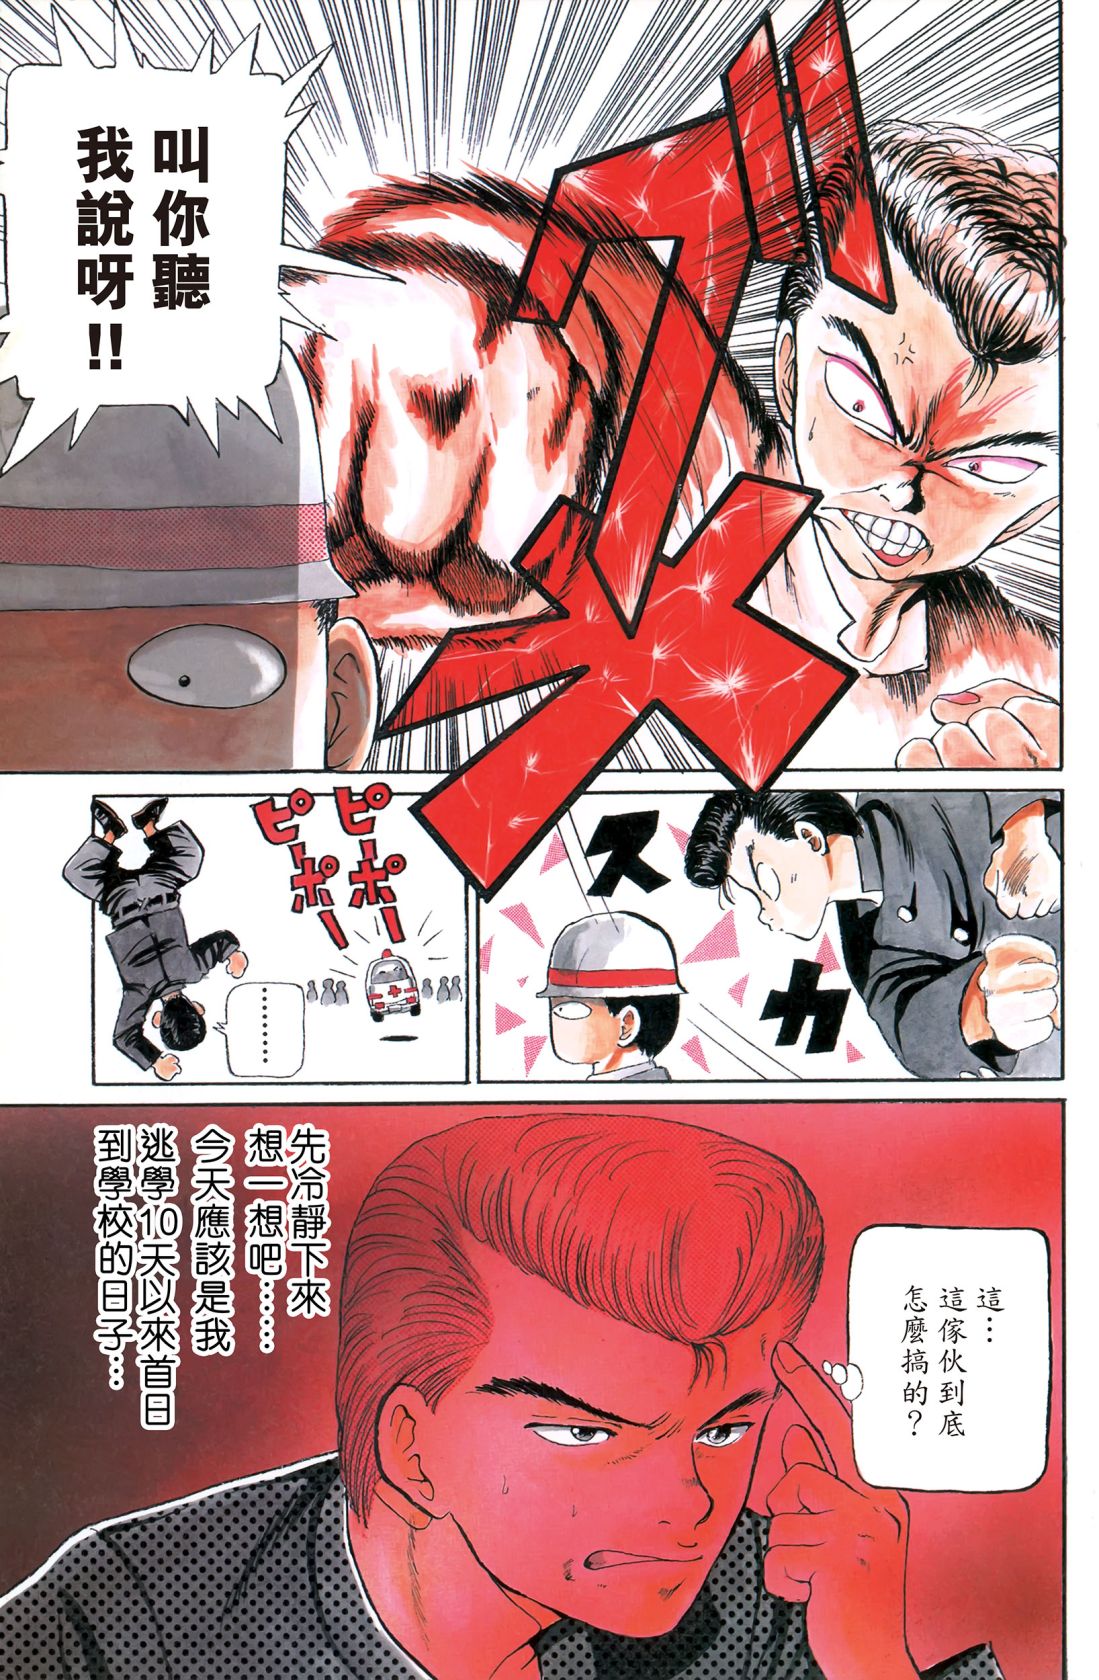 叫你聽
我說呀!!
ガッ
スカ
ピーポー
ピーポー
………
這…
這傢伙到底
怎麼搞的？
先冷靜下來
想一想吧……
今天應該是我
逃學10天以來首日
到學校的日子…